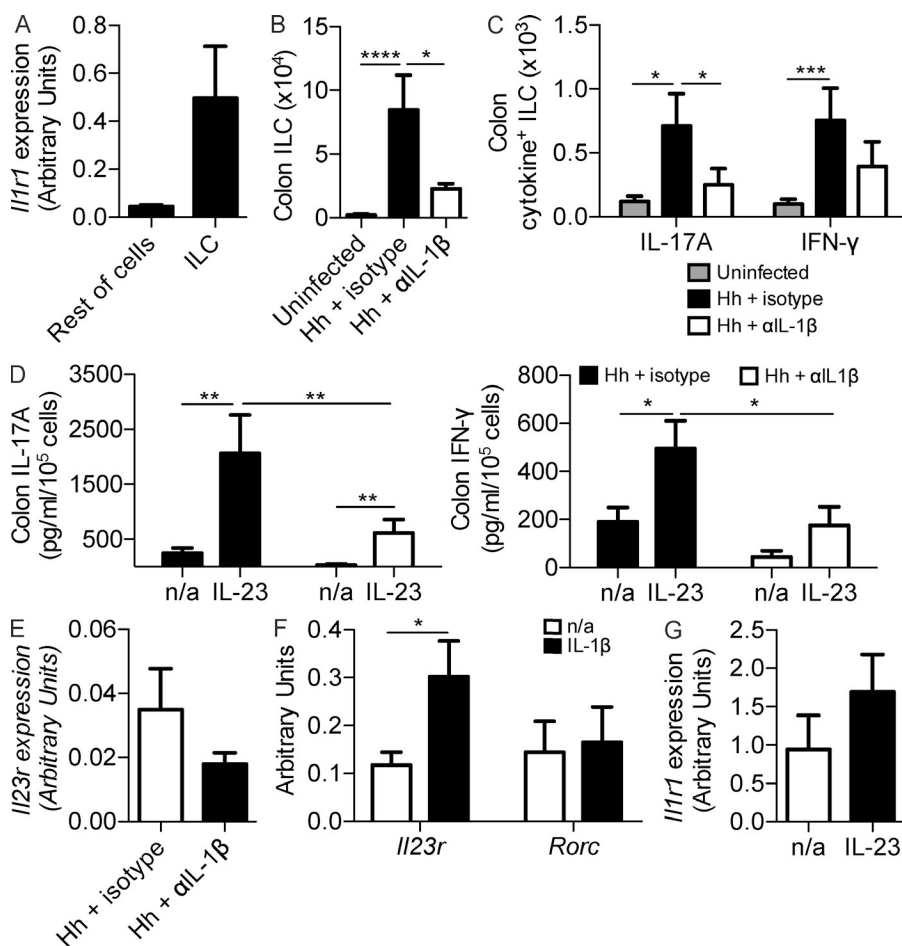 A
Il1r1 expression
(Arbitrary Units)
0.8
0.6
0.4
0.2
0.0
Rest of cells
ILC
B
Colon ILC (x10⁴)
15
10
5
0
****
*
Uninfected
Hh + isotype
Hh + αIL-1β
C
Colon
cytokine⁺ ILC (x10³)
1.5
1.0
0.5
0.0
*
*
***
IL-17A
IFN-γ
Uninfected
Hh + isotype
Hh + αIL-1β
D
Colon IL-17A
(pg/ml/10⁵ cells)
3500
2750
1500
500
**
**
**
n/a
IL-23
n/a
IL-23
Colon IFN-γ
(pg/ml/10⁵ cells)
800
600
400
200
0
Hh + isotype
Hh + αIL1β
*
*
n/a
IL-23
n/a
IL-23
E
Il23r expression
(Arbitrary Units)
0.06
0.04
0.02
0.00
Hh + isotype
Hh + αIL-1β
F
Arbitrary Units
0.4
0.3
0.2
0.1
0.0
*
n/a
IL-1β
Il23r
Rorc
G
Il1r1 expression
(Arbitrary Units)
2.5
2.0
1.5
1.0
0.5
0.0
n/a
IL-23